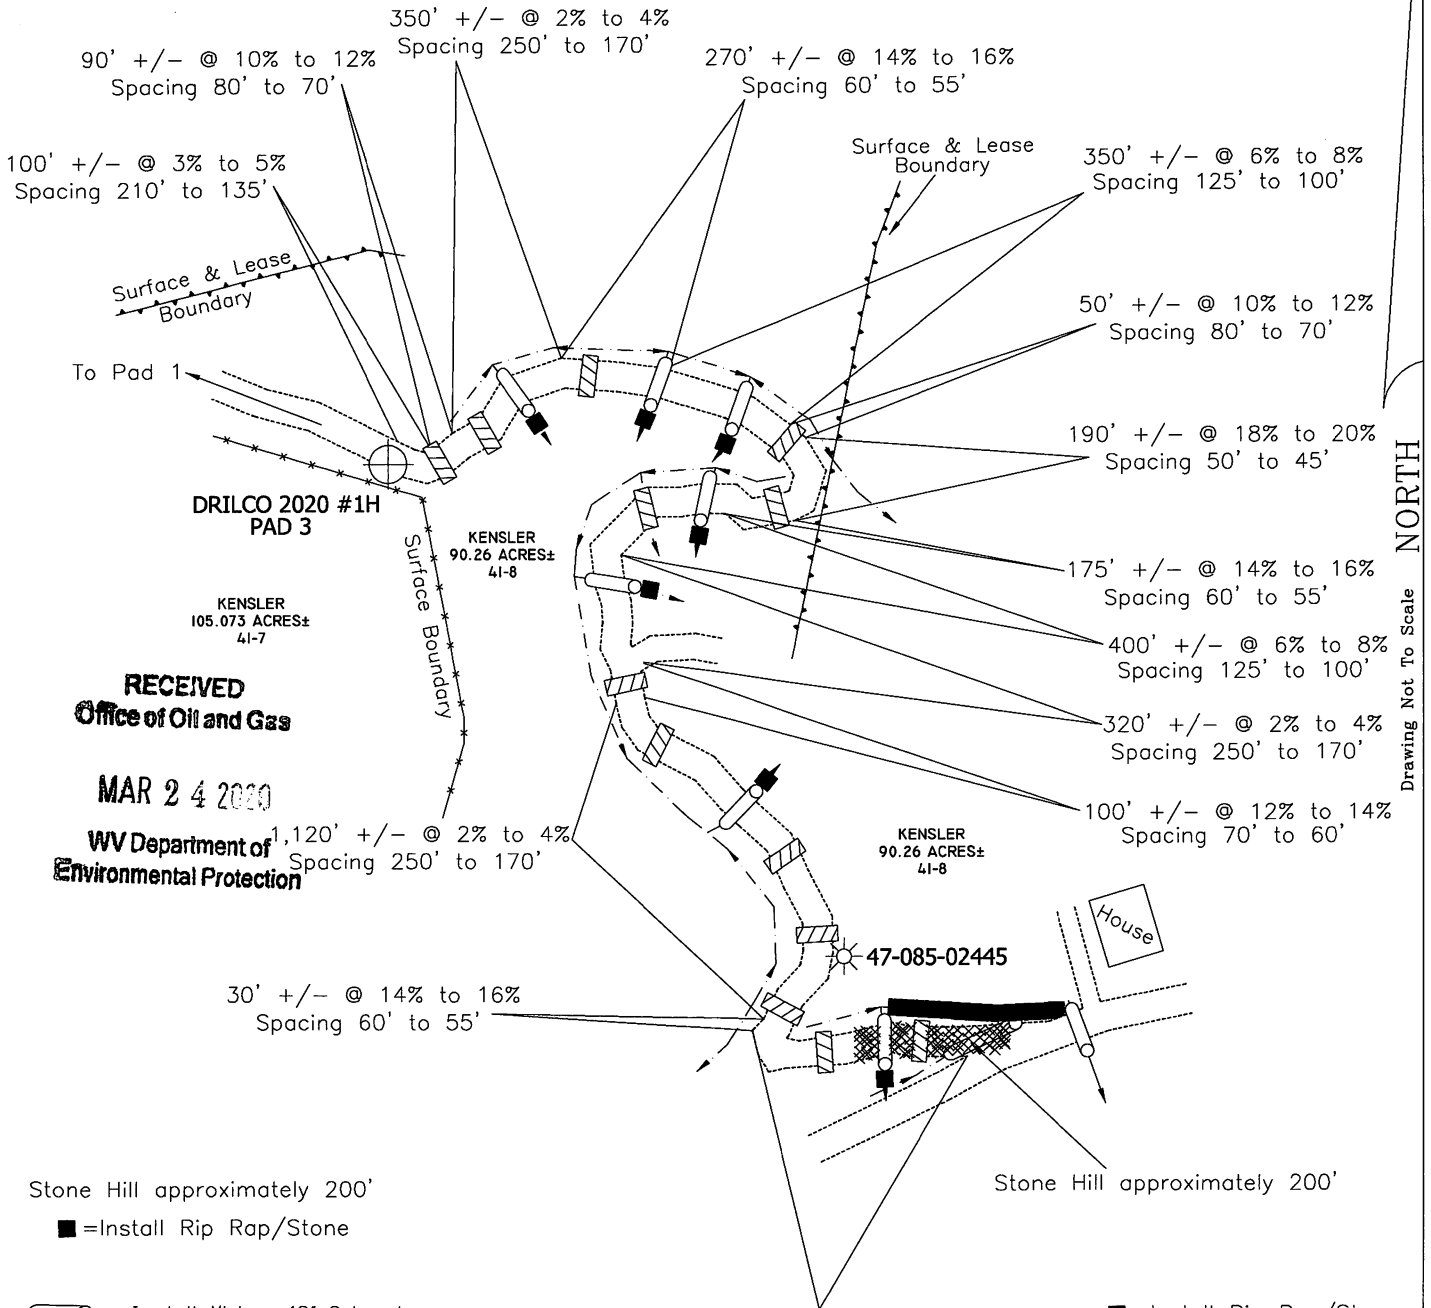 350' +/- @ 2% to 4%
Spacing 250' to 170'
90' +/- @ 10% to 12%
Spacing 80' to 70'
270' +/- @ 14% to 16%
Spacing 60' to 55'
100' +/- @ 3% to 5%
Spacing 210' to 135'
Surface & Lease
Boundary
350' +/- @ 6% to 8%
Spacing 125' to 100'
Surface & Lease
Boundary
50' +/- @ 10% to 12%
Spacing 80' to 70'
To Pad 1
190' +/- @ 18% to 20%
Spacing 50' to 45'
NORTH
DRILCO 2020 #1H
PAD 3
KENSLER
90.26 ACRES±
41-8
Surface Boundary
175' +/- @ 14% to 16%
Spacing 60' to 55'
KENSLER
105.073 ACRES±
41-7
400' +/- @ 6% to 8%
Spacing 125' to 100'
Drawing Not To Scale
RECEIVED
Office of Oil and Gas
320' +/- @ 2% to 4%
Spacing 250' to 170'
MAR 24 2020
100' +/- @ 12% to 14%
Spacing 70' to 60'
WV Department of
Environmental Protection
1,120' +/- @ 2% to 4%
Spacing 250' to 170'
KENSLER
90.26 ACRES±
41-8
House
47-085-02445
30' +/- @ 14% to 16%
Spacing 60' to 55'
Stone Hill approximately 200'
Stone Hill approximately 200'
=Install Rip Rap/Stone